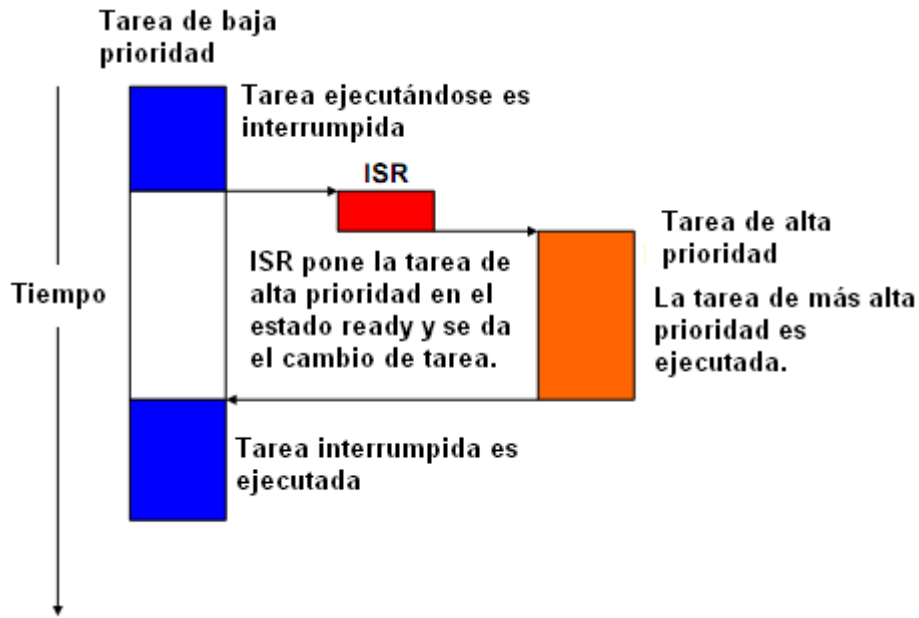 Tarea de baja
prioridad
Tarea ejecutándose es
interrumpida
ISR
Tarea de alta
prioridad
ISR pone la tarea de
alta prioridad en el
estado ready y se da
el cambio de tarea.
Tiempo
La tarea de más alta
prioridad es
ejecutada.
Tarea interrumpida es
ejecutada